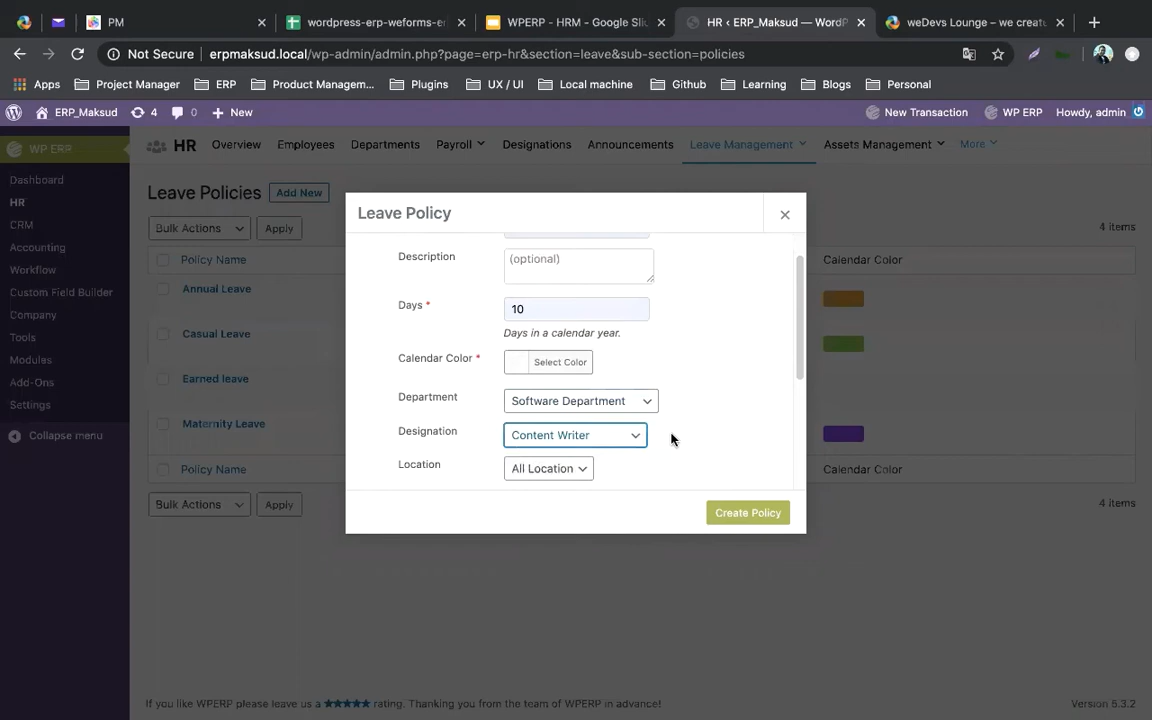 PM
wordpress-erp-weforms-er
WPERP - HRM - Google Slid
HR ‹ ERP_Maksud — WordP
weDevs Lounge – we creatu
Not Secure erpmaksud.local/wp-admin/admin.php?page=erp-hr&section=leave&sub-section=policies
Apps Project Manager ERP Product Managem... Plugins UX / UI Local machine Github Learning Blogs Personal
ERP_Maksud 4 0 New New Transaction WP ERP Howdy, admin
WP ERP
HR Overview Employees Departments Payroll Designations Announcements Leave Management Assets Management More
Dashboard
HR
CRM
Accounting
Workflow
Custom Field Builder
Company
Tools
Modules
Add-Ons
Settings
Collapse menu
Leave Policies Add New
Bulk Actions Apply 4 items
Policy Name Calendar Color
Annual Leave
Casual Leave
Earned leave
Maternity Leave
Policy Name Calendar Color
Bulk Actions Apply 4 items
Leave Policy
Description (optional)
Days * 10
Days in a calendar year.
Calendar Color * Select Color
Department Software Department
Designation Content Writer
Location All Location
Create Policy
If you like WPERP please leave us a ★★★★★ rating. Thanking you from the team of WPERP in advance! Version 5.3.2